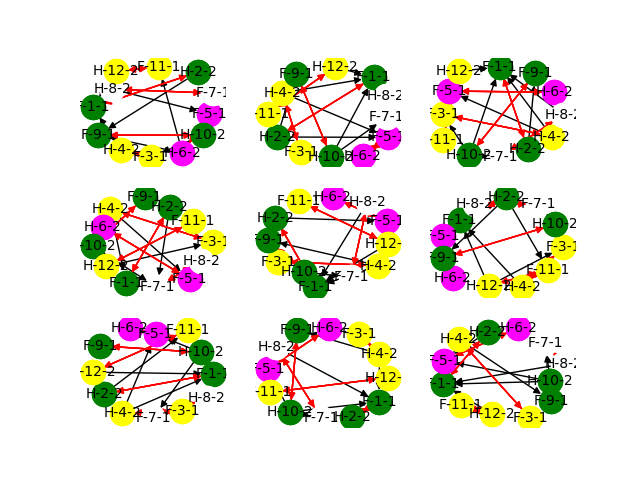 H-12-2 F-11-1 H-2-2
H-8-2 F-7-1
F-1-1 F-5-1
F-9-1 H-10-2
H-4-2 F-3-1 H-6-2
F-9-1 H-12-2 F-1-1
H-4-2 H-8-2
F-11-1 F-7-1
H-2-2 F-5-1
F-3-1 H-10-2 H-6-2
H-12-2 F-1-1 F-9-1
F-5-1 H-6-2
F-3-1 H-8-2
F-11-1 H-4-2
H-10-2 F-7-1 H-2-2
F-9-1 H-2-2
H-4-2 F-11-1
H-6-2 F-3-1
H-10-2 H-8-2
H-12-2 F-5-1
F-1-1 F-7-1
F-11-1 H-6-2 H-8-2
H-2-2 F-5-1
F-9-1 H-12-2
F-3-1 H-4-2
H-10-2 F-7-1
F-1-1
H-8-2 H-2-2 F-7-1
F-1-1 H-10-2
F-5-1 F-3-1
F-9-1 F-11-1
H-6-2 H-12-2 H-4-2
H-6-2 F-5-1 F-11-1
F-9-1 H-10-2
H-12-2 F-1-1
H-2-2 H-8-2
H-4-2 F-7-1 F-3-1
F-9-1 H-6-2 F-3-1
H-8-2 H-4-2
F-5-1 H-12-2
F-11-1 F-1-1
H-10-2 F-7-1 H-2-2
H-4-2 H-2-2 H-6-2
F-7-1
F-5-1 H-8-2
F-1-1 H-10-2
F-11-1 F-9-1
H-12-2 F-3-1